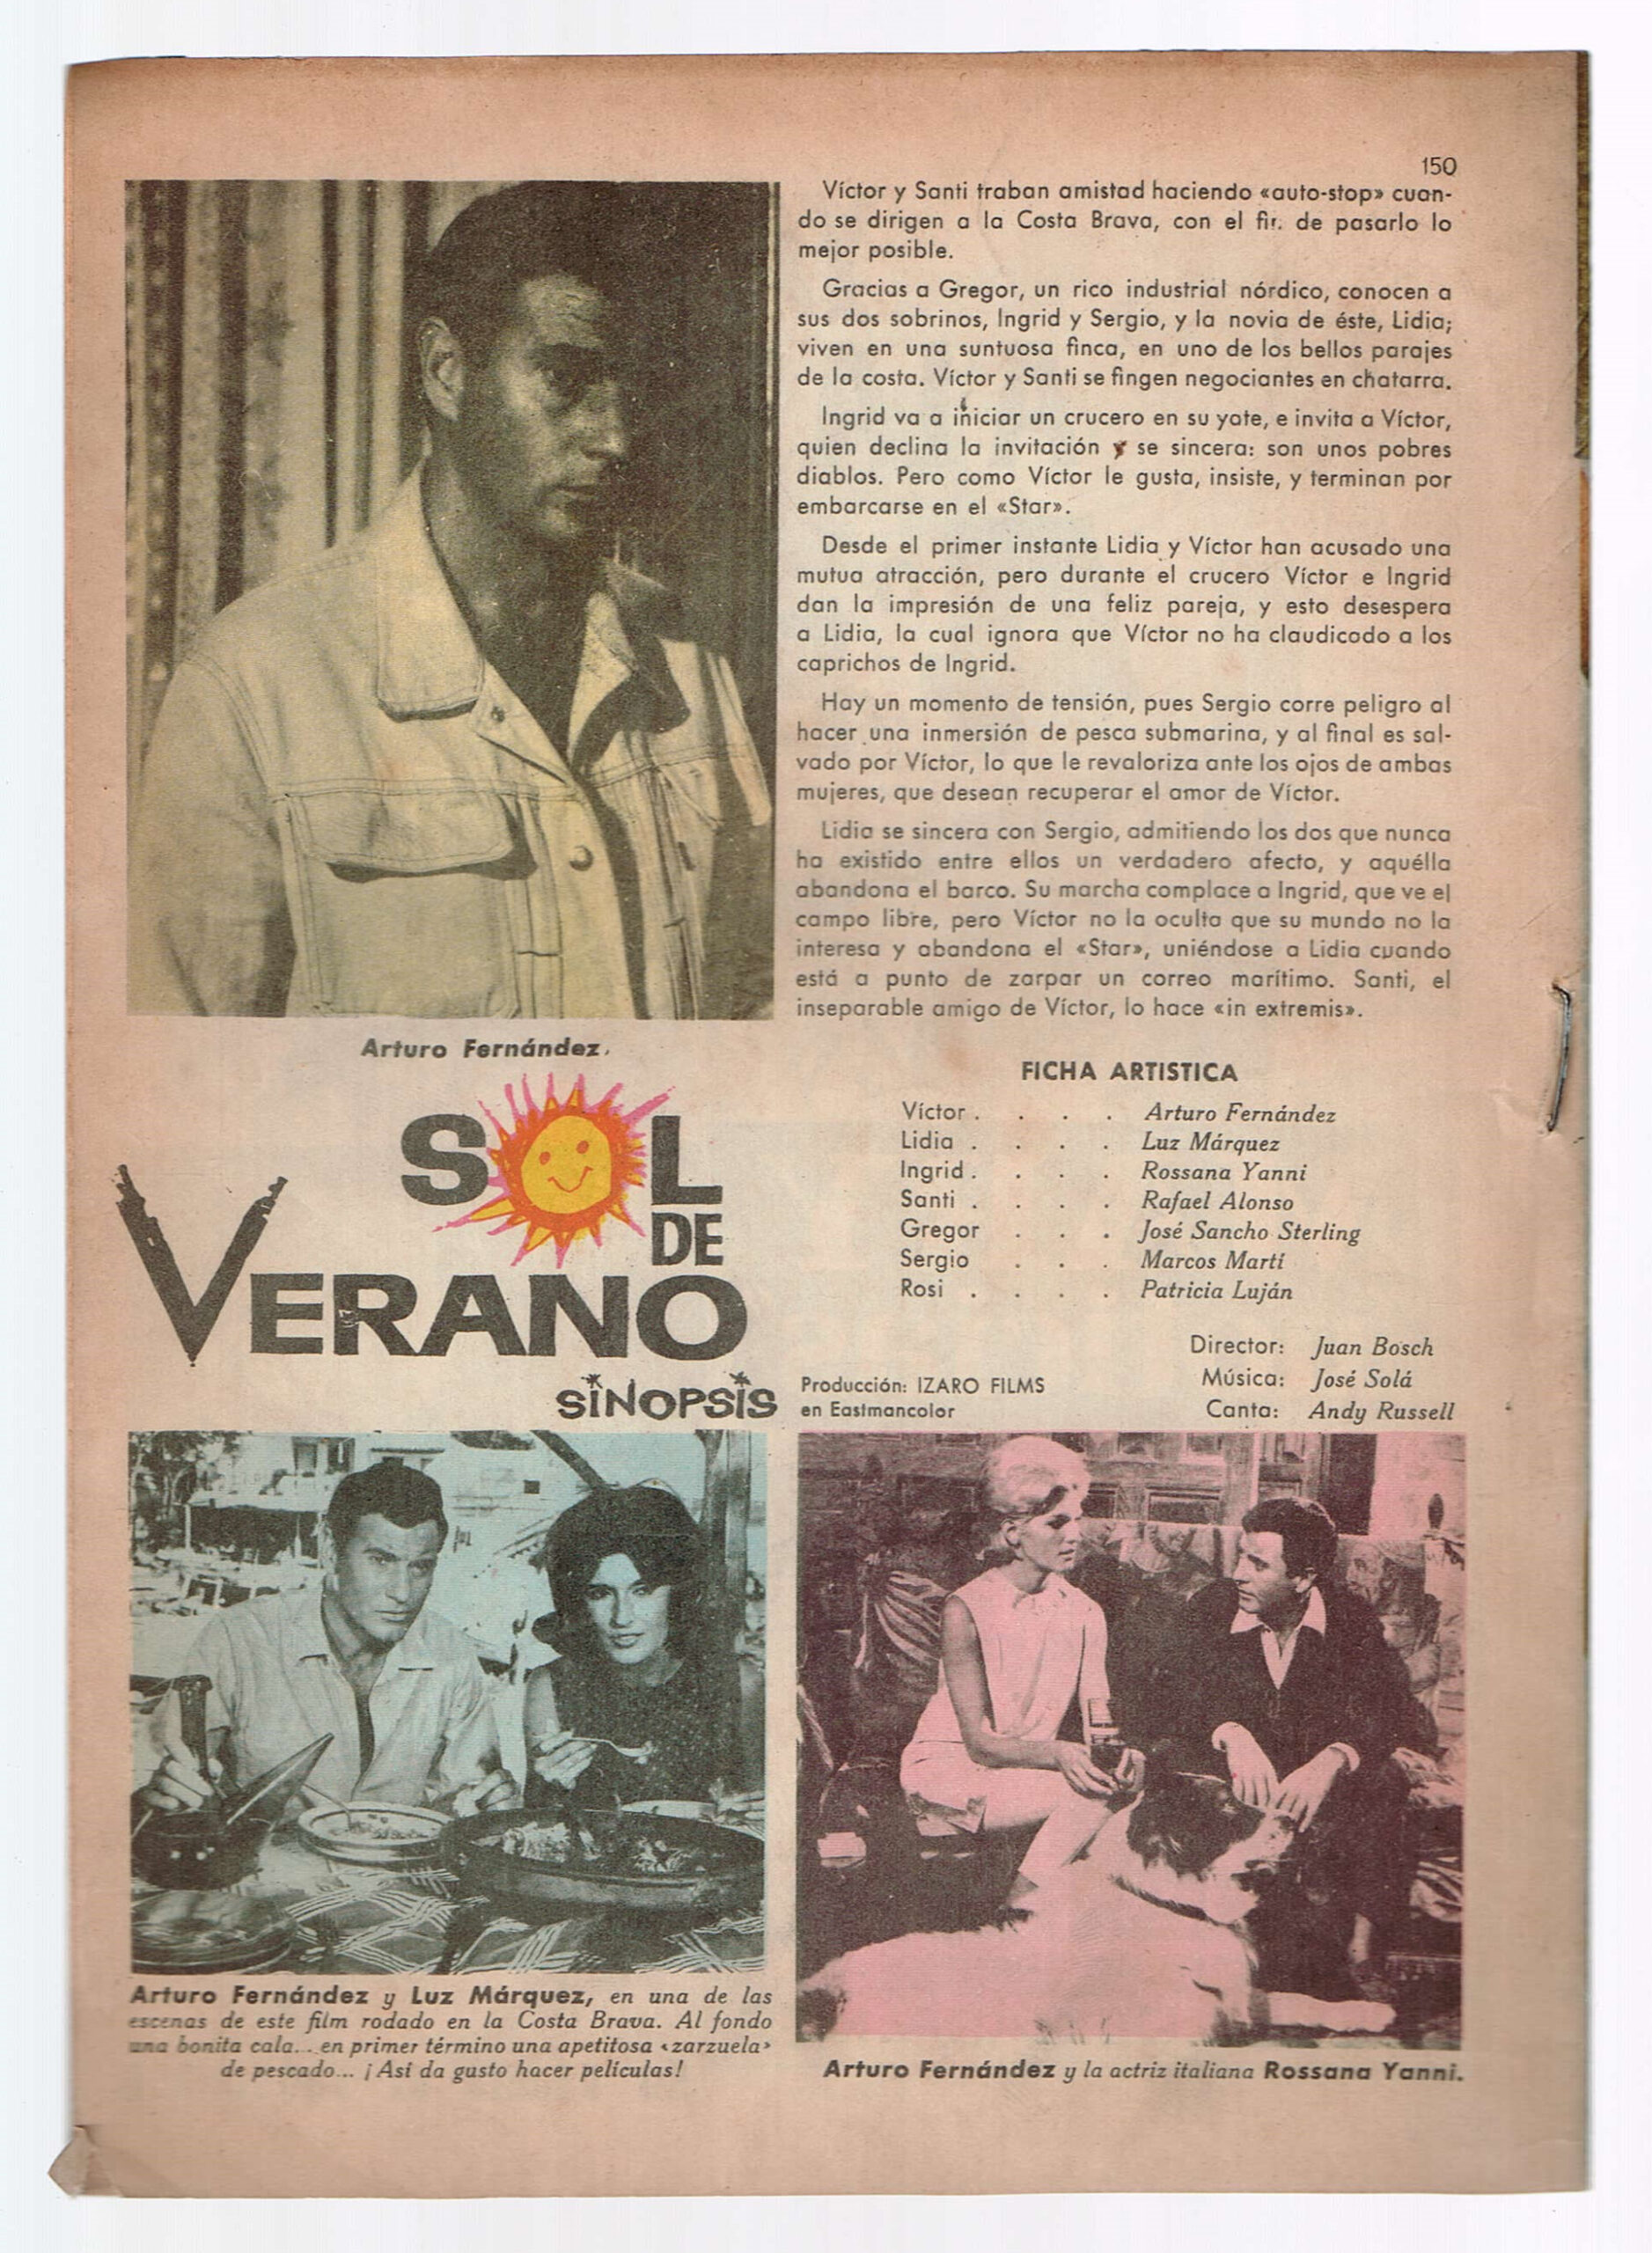 150
Víctor y Santi traban amistad haciendo «auto-stop» cuan-
do se dirigen a la Costa Brava, con el fin de pasarlo lo
mejor posible.
Gracias a Gregor, un rico industrial nórdico, conocen a
sus dos sobrinos, Ingrid y Sergio, y la novia de éste, Lidia;
viven en una suntuosa finca, en uno de los bellos parajes
de la costa. Víctor y Santi se fingen negociantes en chatarra.
Ingrid va a iniciar un crucero en su yate, e invita a Víctor,
quien declina la invitación y se sincera: son unos pobres
diablos. Pero como Víctor le gusta, insiste, y terminan por
embarcarse en el «Star».
Desde el primer instante Lidia y Víctor han acusado una
mutua atracción, pero durante el crucero Víctor e Ingrid
dan la impresión de una feliz pareja, y esto desespera
a Lidia, la cual ignora que Víctor no ha claudicado a los
caprichos de Ingrid.
Hay un momento de tensión, pues Sergio corre peligro al
hacer una inmersión de pesca submarina, y al final es sal-
vado por Víctor, lo que le revaloriza ante los ojos de ambas
mujeres, que desean recuperar el amor de Víctor.
Lidia se sincera con Sergio, admitiendo los dos que nunca
ha existido entre ellos un verdadero afecto, y aquélla
abandona el barco. Su marcha complace a Ingrid, que ve el
campo libre, pero Víctor no la oculta que su mundo no la
interesa y abandona el «Star», uniéndose a Lidia cuando
está a punto de zarpar un correo marítimo. Santi, el
inseparable amigo de Víctor, lo hace «in extremis».
Arturo Fernández.
SOL
DE
VERANO
SINOPSIS
FICHA ARTISTICA
Víctor . . . . Arturo Fernández
Lidia . . . . Luz Márquez
Ingrid . . . . Rossana Yanni
Santi . . . . Rafael Alonso
Gregor . . . José Sancho Sterling
Sergio . . . Marcos Martí
Rosi . . . . Patricia Luján
Director: Juan Bosch
Música: José Solá
Canta: Andy Russell
Producción: IZARO FILMS
en Eastmancolor
Arturo Fernández y Luz Márquez, en una de las
escenas de este film rodado en la Costa Brava. Al fondo
una bonita cala... en primer término una apetitosa «zarzuela»
de pescado... ¡Así da gusto hacer películas!
Arturo Fernández y la actriz italiana Rossana Yanni.